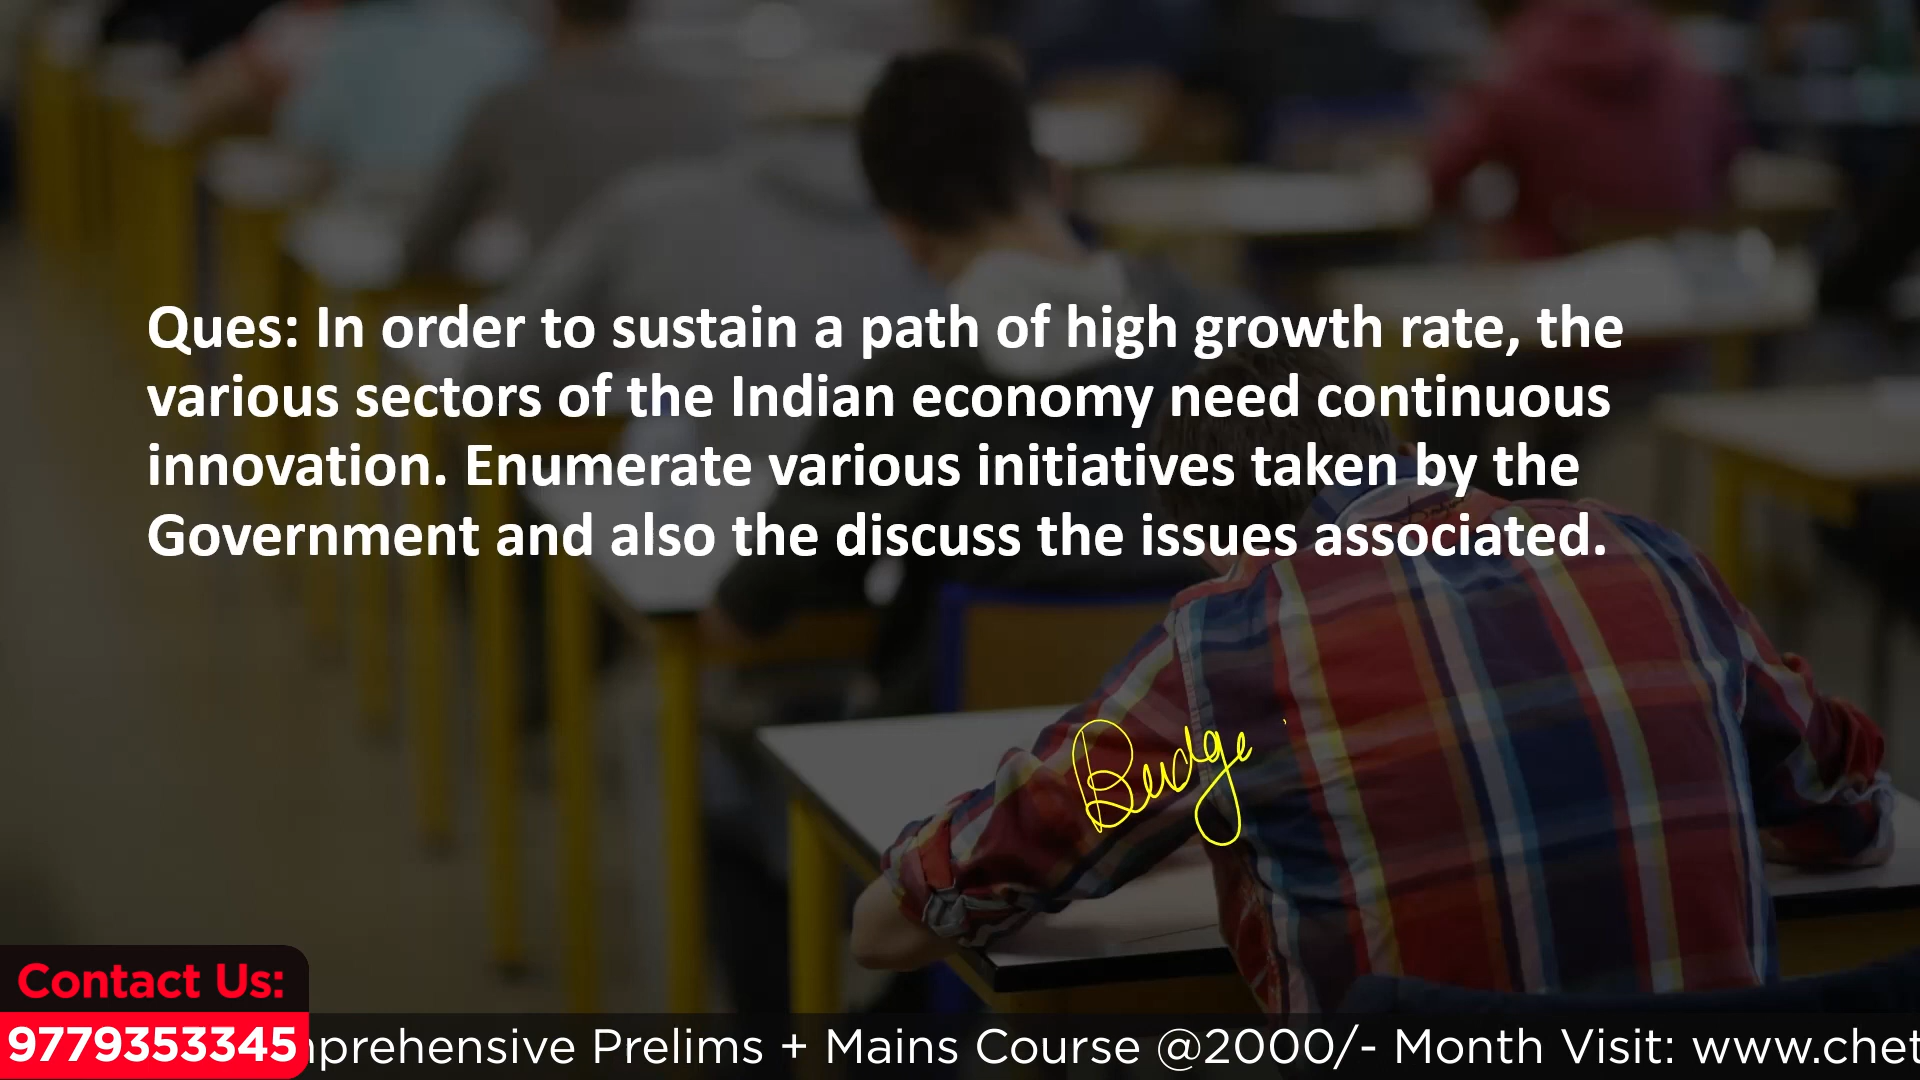 Ques: In order to sustain a path of high growth rate, the
various sectors of the Indian economy need continuous
innovation. Enumerate various initiatives taken by the
Government and also the discuss the issues associated.
Budge
Contact Us:
9779353345
mprehensive Prelims + Mains Course @2000/- Month Visit: www.chet